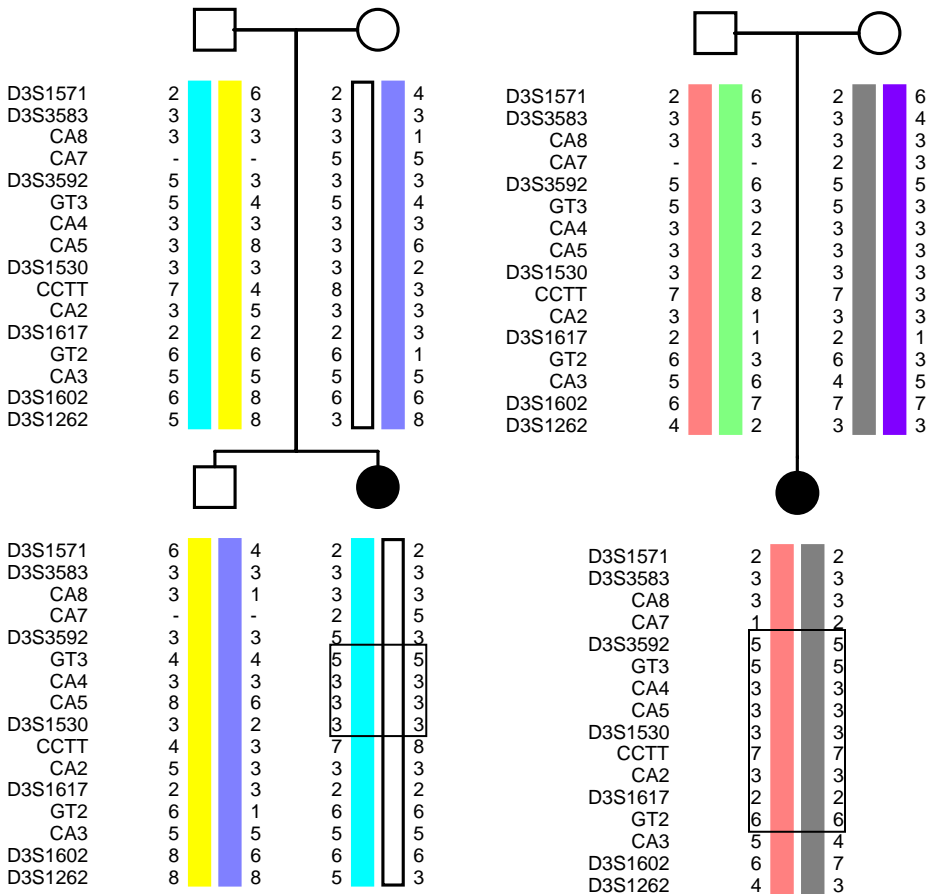 D3S1571 2 6 2 4
D3S3583 3 3 3 3
CA8 3 3 3 1
CA7 - - 5 5
D3S3592 5 3 3 3
GT3 5 4 5 4
CA4 3 3 3 3
CA5 3 8 3 6
D3S1530 3 3 3 2
CCTT 7 4 8 3
CA2 3 5 3 3
D3S1617 2 2 2 3
GT2 6 6 6 1
CA3 5 5 5 5
D3S1602 6 8 6 6
D3S1262 5 8 3 8
D3S1571 2 6 2 6
D3S3583 3 5 3 4
CA8 3 3 3 3
CA7 - - 2 3
D3S3592 5 6 5 5
GT3 5 3 5 3
CA4 3 2 3 3
CA5 3 3 3 3
D3S1530 3 2 3 3
CCTT 7 8 7 3
CA2 3 1 3 3
D3S1617 2 1 2 1
GT2 6 3 6 3
CA3 5 6 4 5
D3S1602 6 7 7 7
D3S1262 4 2 3 3
D3S1571 6 4 2 2
D3S3583 3 3 3 3
CA8 3 1 3 3
CA7 - - 2 5
D3S3592 3 3 5 3
GT3 4 4 5 5
CA4 3 3 3 3
CA5 8 6 3 3
D3S1530 3 2 3 3
CCTT 4 3 7 8
CA2 5 3 3 3
D3S1617 2 3 2 2
GT2 6 1 6 6
CA3 5 5 5 5
D3S1602 8 6 6 6
D3S1262 8 8 5 3
D3S1571 2 2
D3S3583 3 3
CA8 3 3
CA7 1 2
D3S3592 5 5
GT3 5 5
CA4 3 3
CA5 3 3
D3S1530 3 3
CCTT 7 7
CA2 3 3
D3S1617 2 2
GT2 6 6
CA3 5 4
D3S1602 6 7
D3S1262 4 3